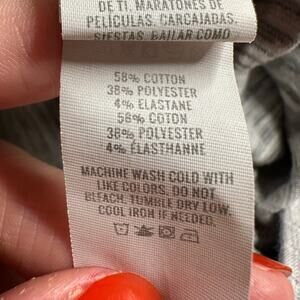 DE TI. MARATONES DE
PELÍCULAS, CARCAJADAS,
SIESTAS, BAILAR COMO
58% COTTON
38% POLYESTER
4% ELASTANE
58% COTON
38% POLYESTER
4% ÉLASTHANNE
MACHINE WASH COLD WITH
LIKE COLORS. DO NOT
BLEACH. TUMBLE DRY LOW.
COOL IRON IF NEEDED.